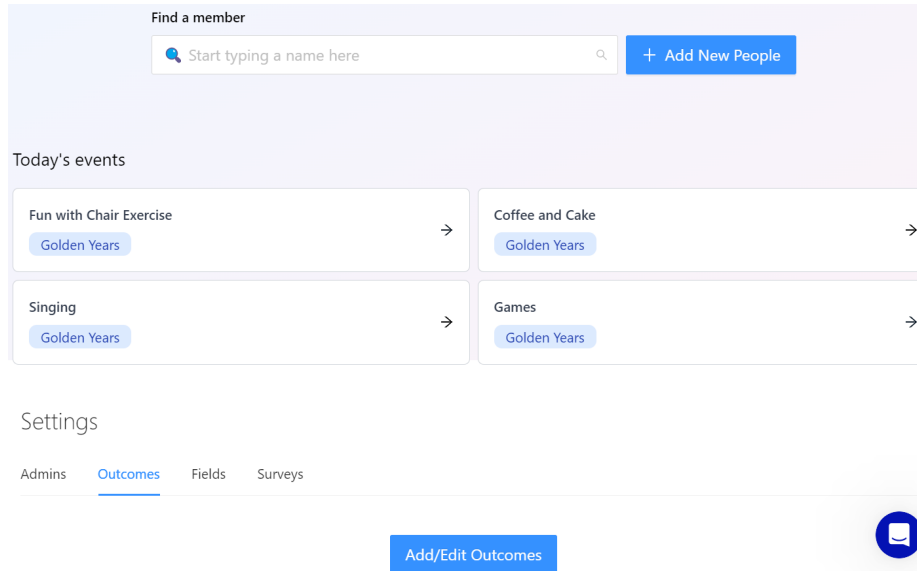 Find a member
Start typing a name here
+ Add New People
Today's events
Fun with Chair Exercise
Golden Years
Coffee and Cake
Golden Years
Singing
Golden Years
Games
Golden Years
Settings
Admins Outcomes Fields Surveys
Add/Edit Outcomes